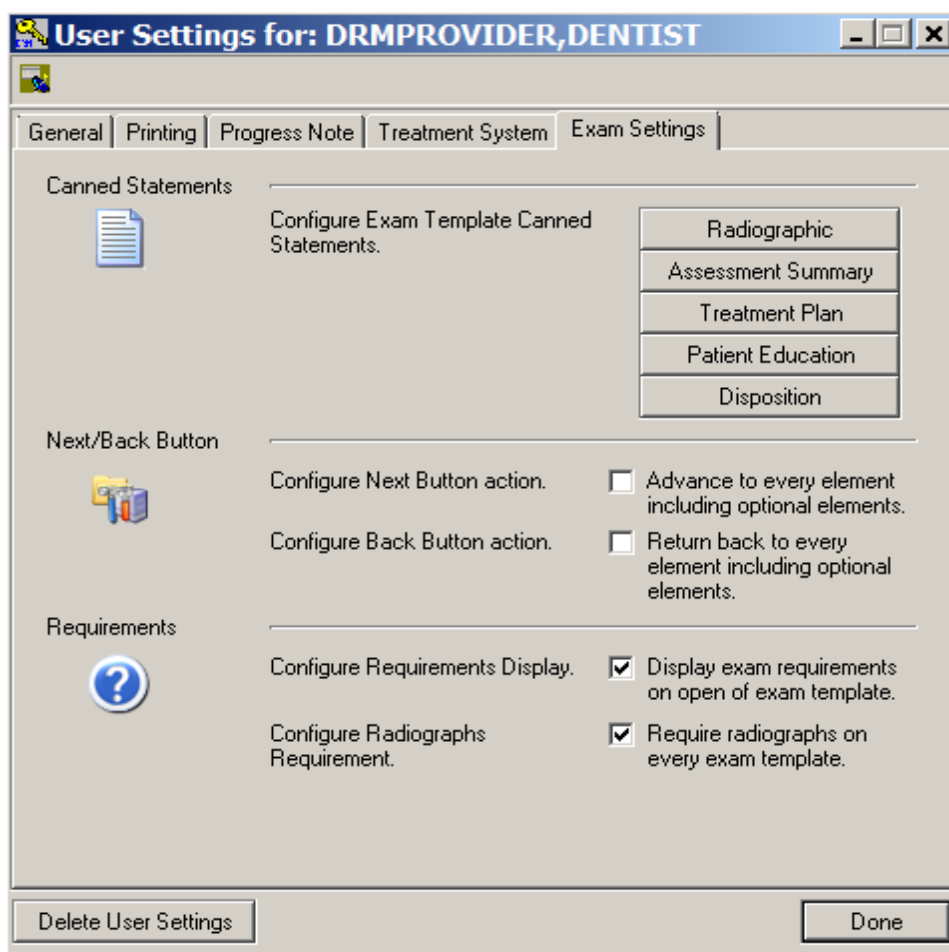 User Settings for: DRMPROVIDER,DENTIST
General
Printing
Progress Note
Treatment System
Exam Settings
Canned Statements
Configure Exam Template Canned
Statements.
Radiographic
Assessment Summary
Treatment Plan
Patient Education
Disposition
Next/Back Button
Configure Next Button action.
Advance to every element
including optional elements.
Configure Back Button action.
Return back to every
element including optional
elements.
Requirements
Configure Requirements Display.
Display exam requirements
on open of exam template.
Configure Radiographs
Requirement.
Require radiographs on
every exam template.
Delete User Settings
Done